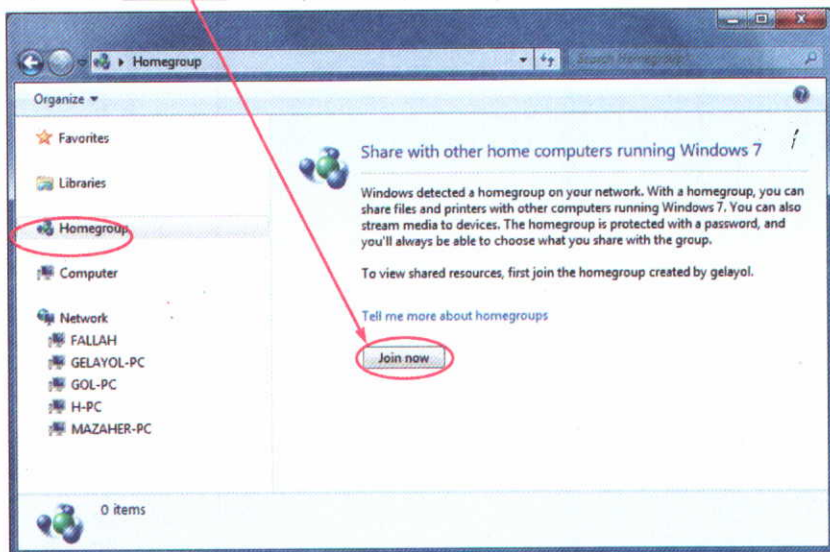 Homegroup
Search Homegroup
Organize
Favorites
Libraries
Homegroup
Computer
Network
FALLAH
GELAYOL-PC
GOL-PC
H-PC
MAZAHER-PC
Share with other home computers running Windows 7
Windows detected a homegroup on your network. With a homegroup, you can
share files and printers with other computers running Windows 7. You can also
stream media to devices. The homegroup is protected with a password, and
you'll always be able to choose what you share with the group.
To view shared resources, first join the homegroup created by gelayol.
Tell me more about homegroups
Join now
0 items